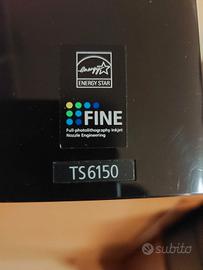 energy
ENERGY STAR
FINE
Full-photolithography Inkjet
Nozzle Engineering
TS6150
subito